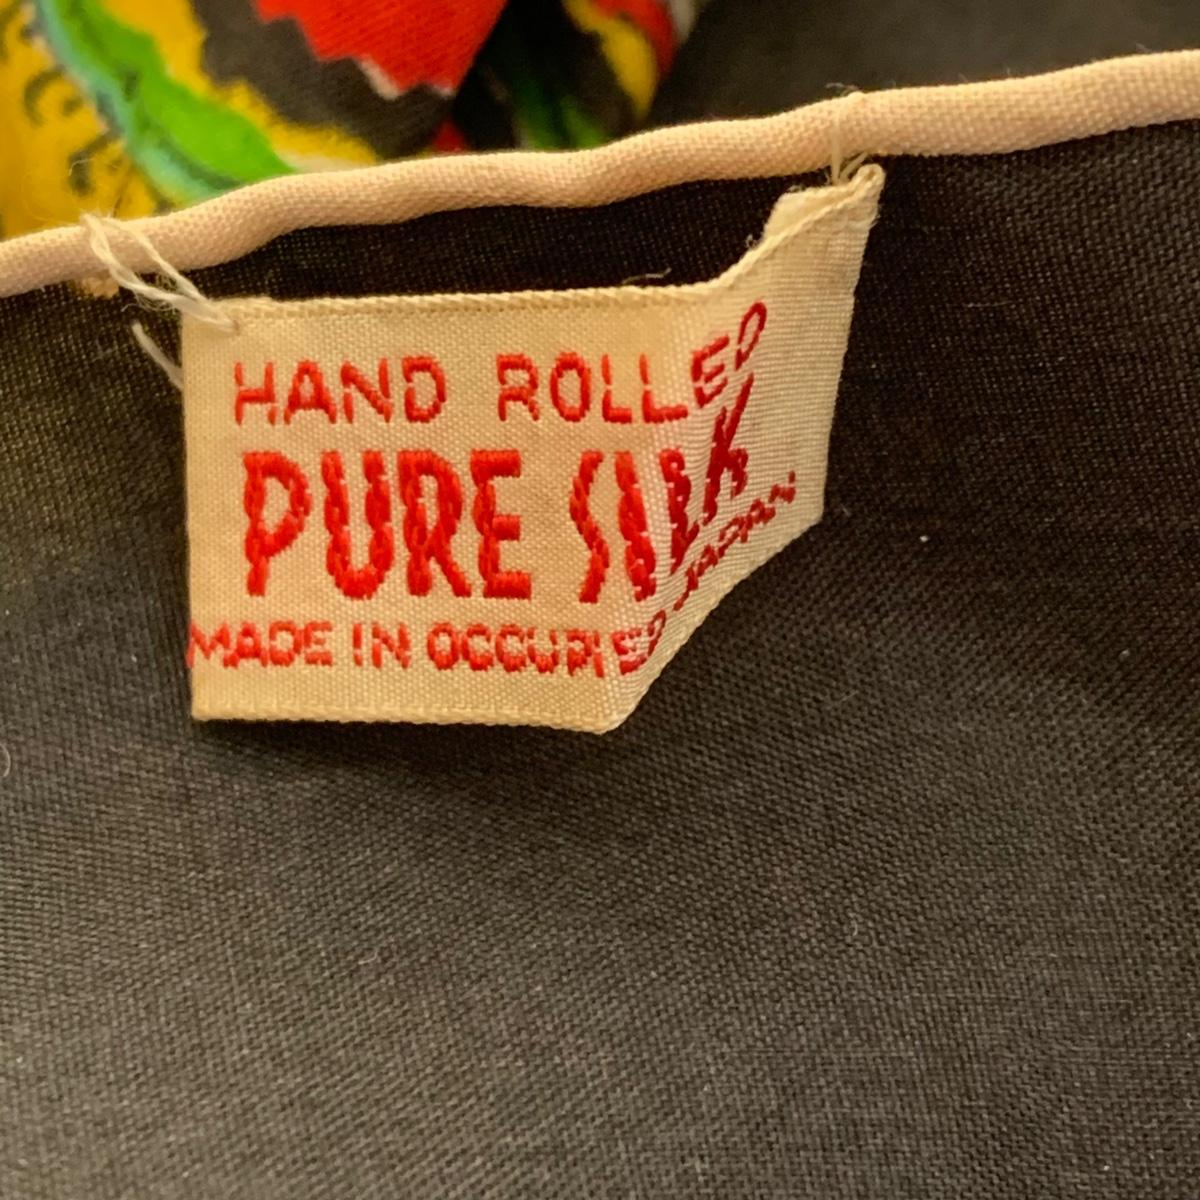 HAND ROLLED
PURE SILK
MADE IN OCCUPIED JAPAN